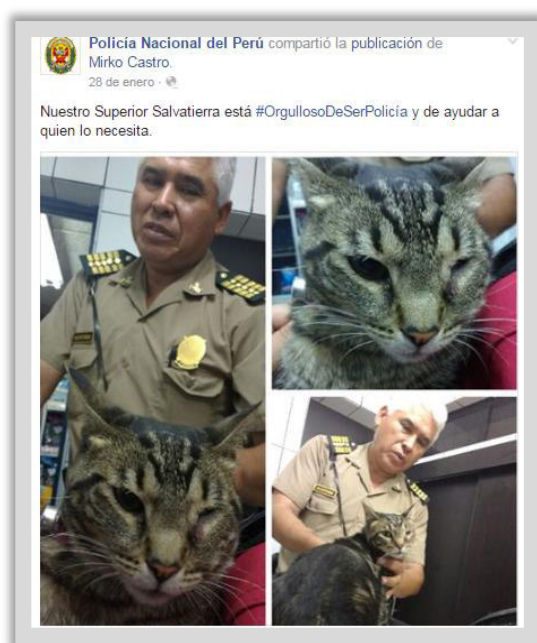 Policía Nacional del Perú compartió la publicación de
Mirko Castro.
28 de enero ·
Nuestro Superior Salvatierra está #OrgullosoDeSerPolicía y de ayudar a
quien lo necesita.